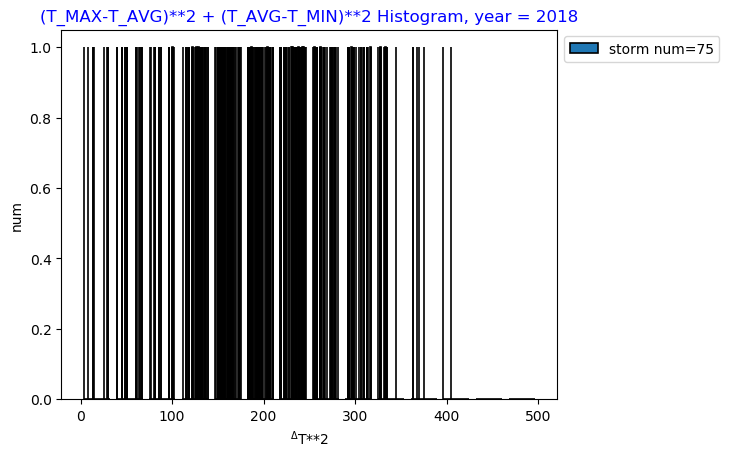 (T_MAX-T_AVG)**2 + (T_AVG-T_MIN)**2 Histogram, year = 2018
storm num=75
1.0
0.8
0.6
0.4
0.2
0.0
num
0 100 200 300 400 500
ΔT**2